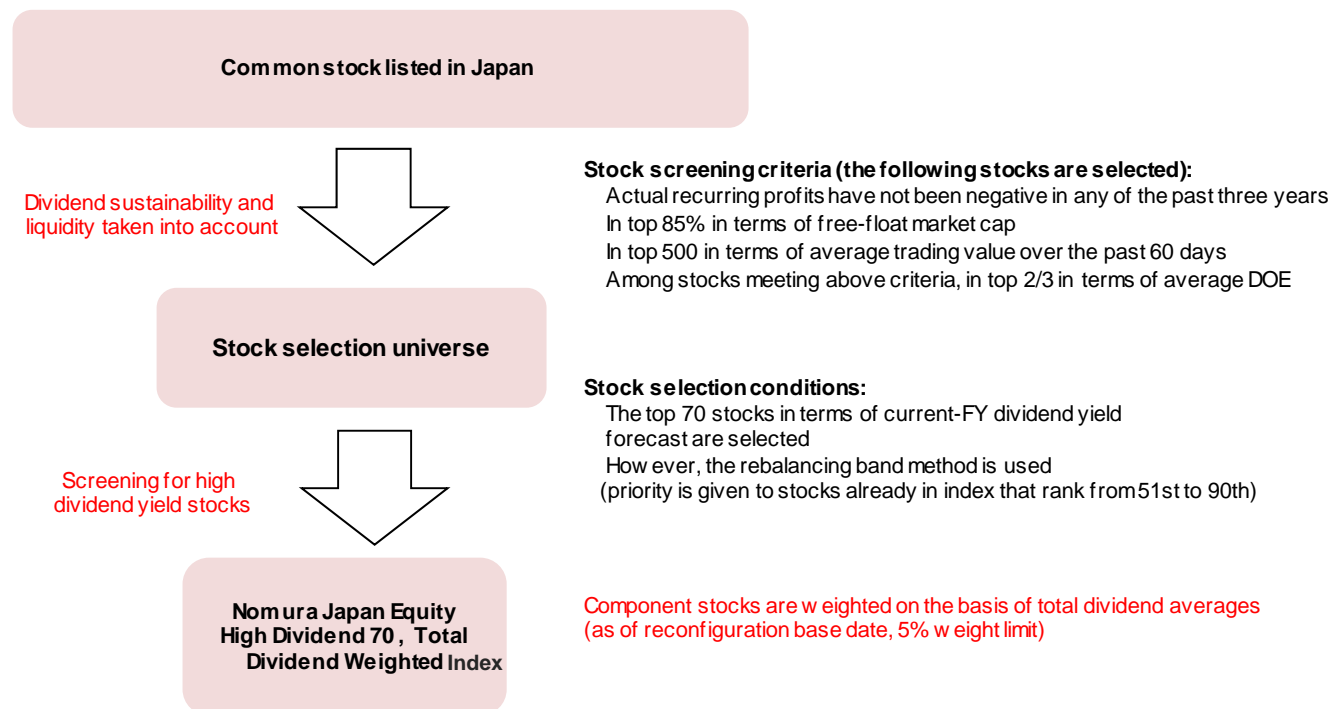 Common stock listed in Japan
Dividend sustainability and
liquidity taken into account
Stock screening criteria (the following stocks are selected):
Actual recurring profits have not been negative in any of the past three years
In top 85% in terms of free-float market cap
In top 500 in terms of average trading value over the past 60 days
Among stocks meeting above criteria, in top 2/3 in terms of average DOE
Stock selection universe
Stock selection conditions:
The top 70 stocks in terms of current-FY dividend yield
forecast are selected
However, the rebalancing band method is used
(priority is given to stocks already in index that rank from 51st to 90th)
Screening for high
dividend yield stocks
Nomura Japan Equity
High Dividend 70, Total
Dividend Weighted Index
Component stocks are weighted on the basis of total dividend averages
(as of reconfiguration base date, 5% weight limit)